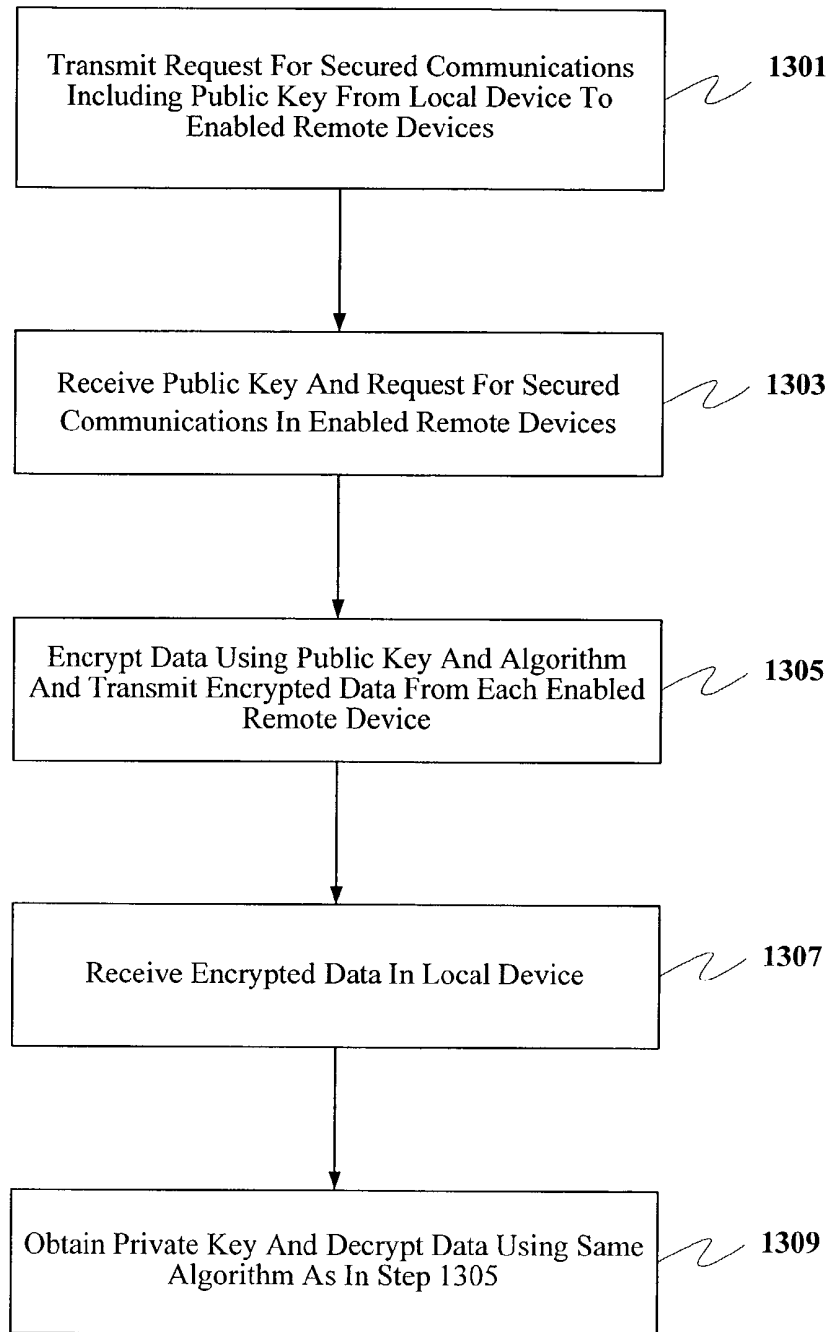 Transmit Request For Secured Communications
Including Public Key From Local Device To
Enabled Remote Devices
1301
Receive Public Key And Request For Secured
Communications In Enabled Remote Devices
1303
Encrypt Data Using Public Key And Algorithm
And Transmit Encrypted Data From Each Enabled
Remote Device
1305
Receive Encrypted Data In Local Device
1307
Obtain Private Key And Decrypt Data Using Same
Algorithm As In Step 1305
1309